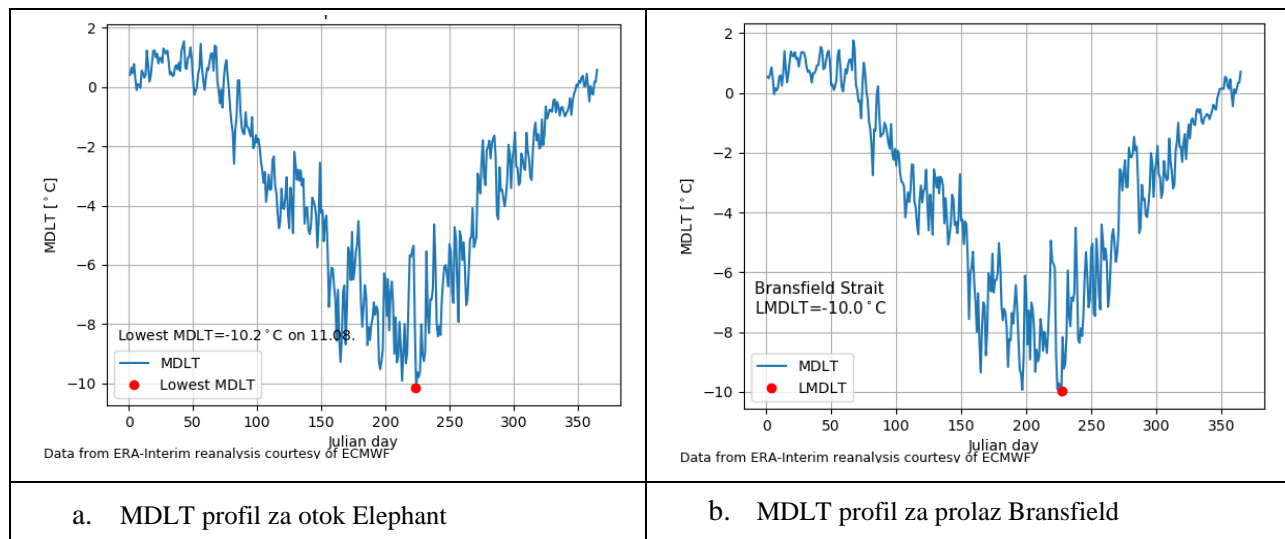 2
0
−2
−4
−6
−8
−10
MDLT [°C]
Lowest MDLT=-10.2°C on 11.08.
MDLT
Lowest MDLT
0 50 100 150 200 250 300 350
Julian day
Data from ERA-Interim reanalysis courtesy of ECMWF
2
0
−2
−4
−6
−8
−10
MDLT [°C]
Bransfield Strait
LMDLT=-10.0°C
MDLT
LMDLT
0 50 100 150 200 250 300 350
Julian day
Data from ERA-Interim reanalysis courtesy of ECMWF
a. MDLT profil za otok Elephant
b. MDLT profil za prolaz Bransfield